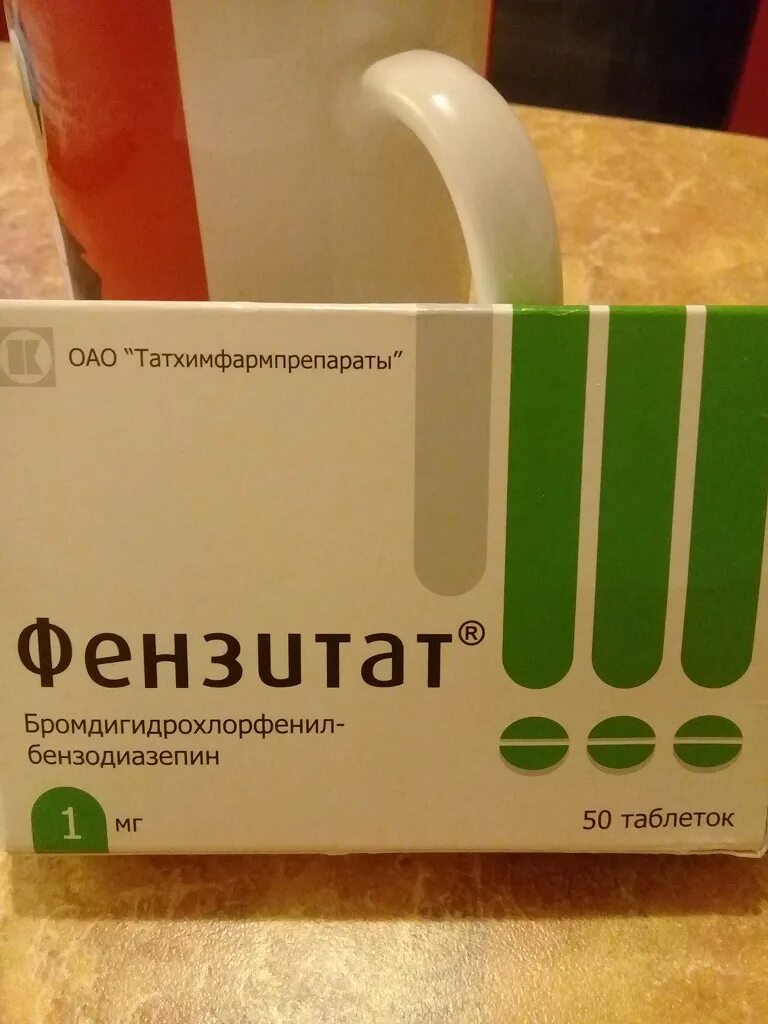 ОАО "Татхимфармпрепараты"
Фензитат®
Бромдигидрохлорфенил-
бензодиазепин
1 мг
50 таблеток